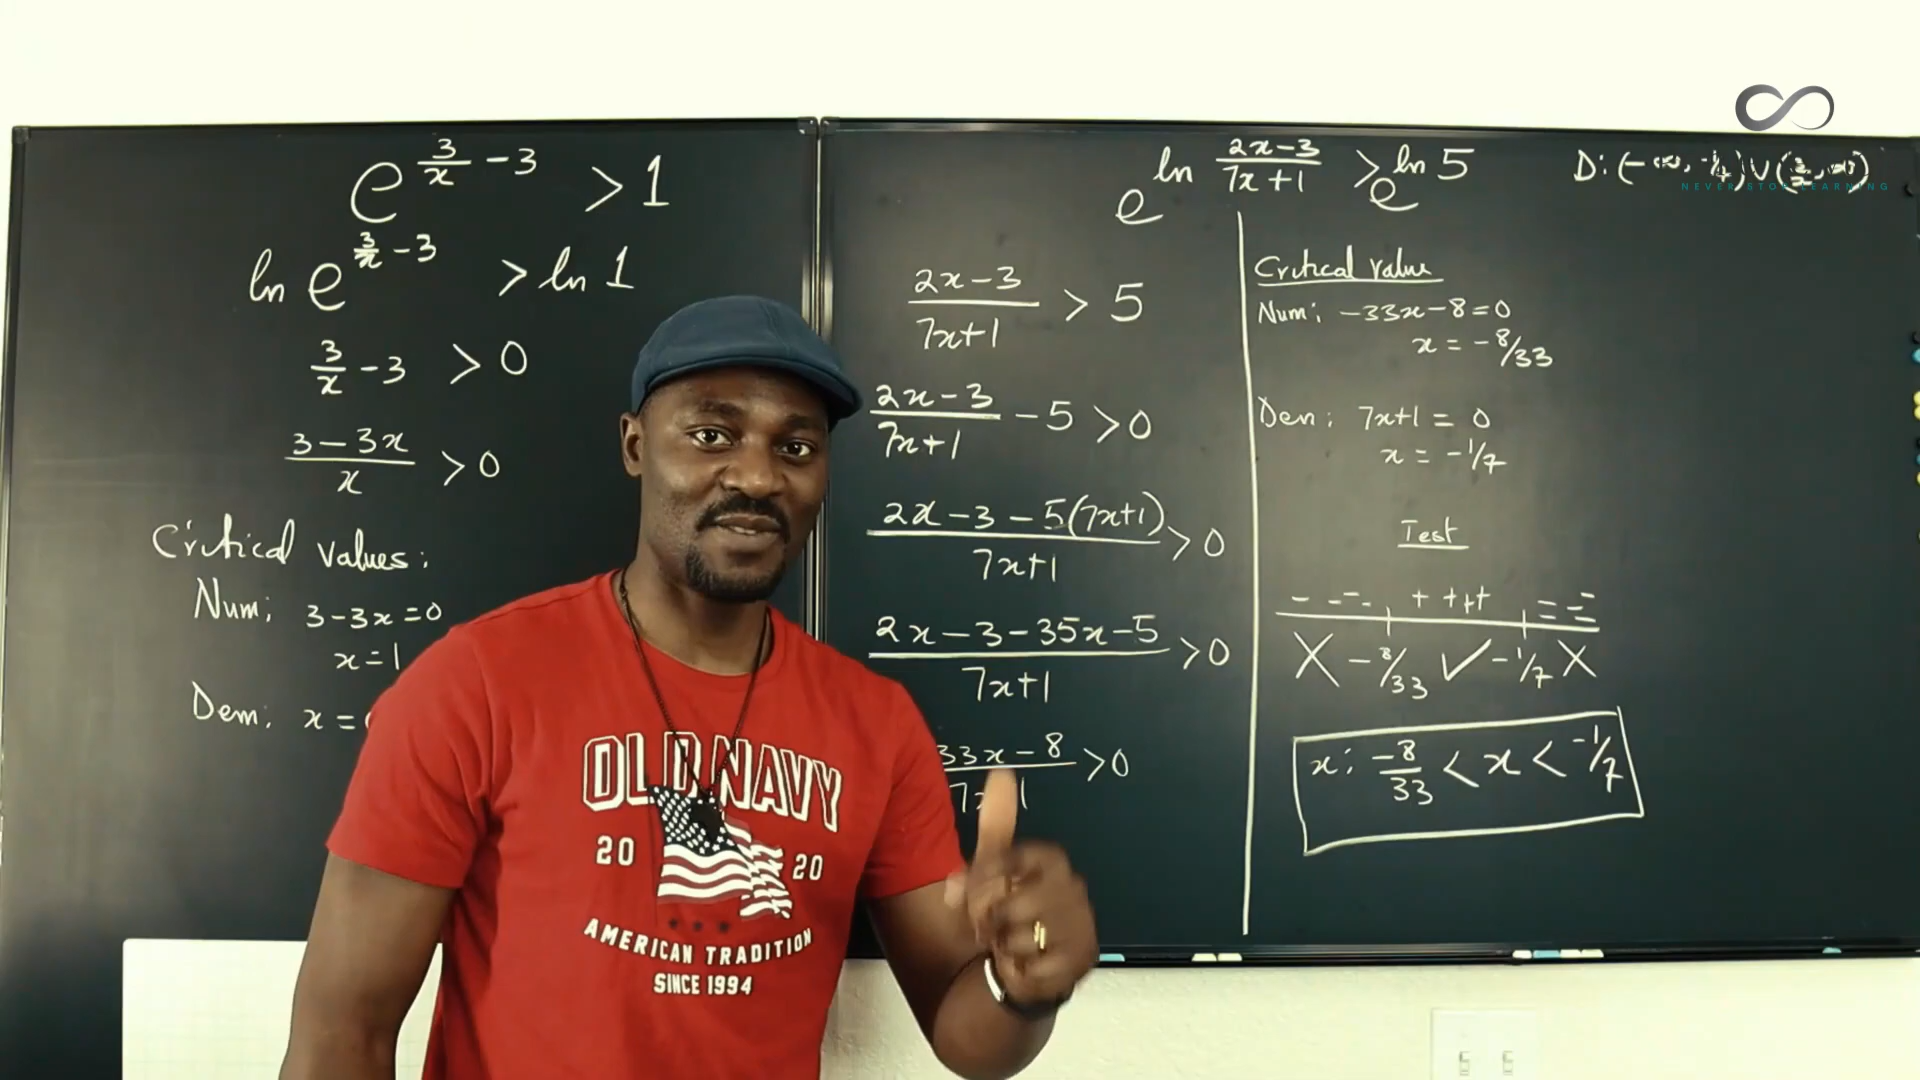 e^(3/x - 3) > 1
ln e^(3/x - 3) > ln 1
3/x - 3 > 0
(3 - 3x)/x > 0
Critical values:
Num: 3 - 3x = 0
x = 1
Dem. x =
e^(ln (2x-3)/(7x+1)) > e^(ln 5)
(2x-3)/(7x+1) > 5
(2x-3)/(7x+1) - 5 > 0
(2x - 3 - 5(7x+1))/(7x+1) > 0
(2x - 3 - 35x - 5)/(7x+1) > 0
33x - 8 > 0
D:
NEVER STOP LEARNING
Critical value
Num: -33x - 8 = 0
x = -8/33
Den: 7x+1 = 0
x = -1/7
Test
- - - - + + + + - - - -
X -8/33 ✓ -1/7 X
x: -8/33 < x < -1/7
OLD NAVY
20 20
AMERICAN TRADITION
SINCE 1994